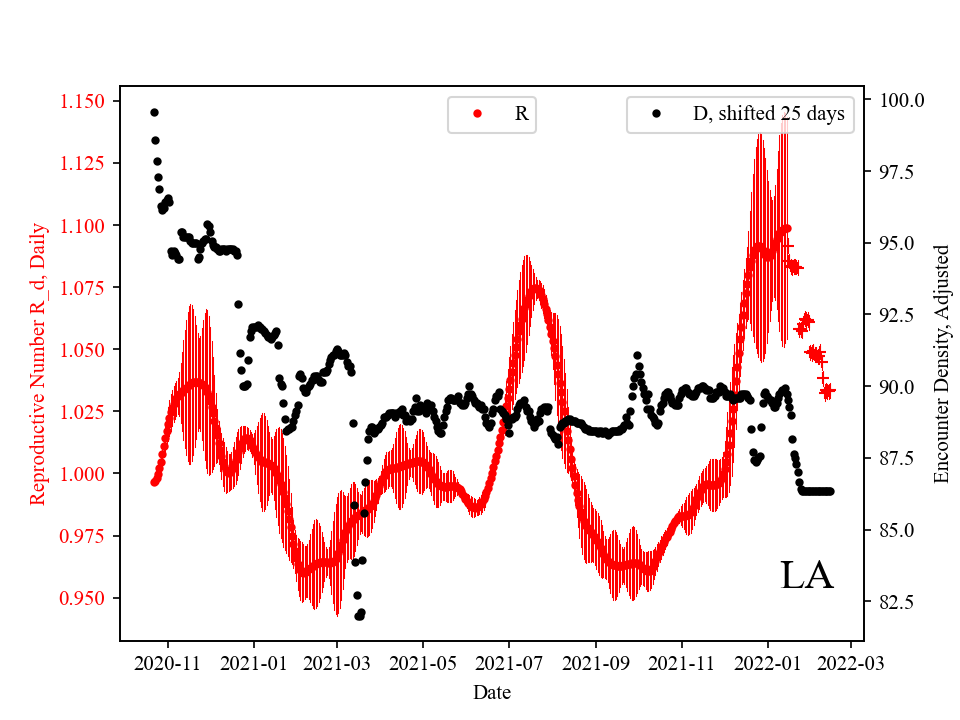 R
D, shifted 25 days
1.150
1.125
1.100
1.075
1.050
1.025
1.000
0.975
0.950
Reproductive Number R_d, Daily
100.0
97.5
95.0
92.5
90.0
87.5
85.0
82.5
Encounter Density, Adjusted
LA
2020-11 2021-01 2021-03 2021-05 2021-07 2021-09 2021-11 2022-01 2022-03
Date